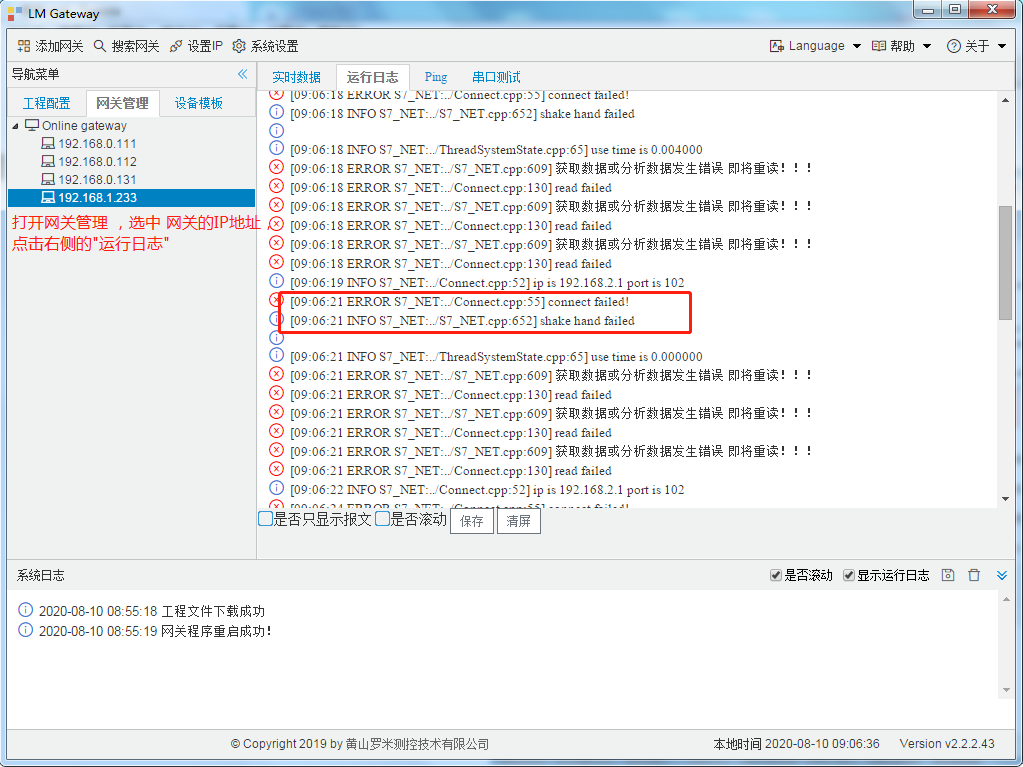 LM Gateway
添加网关 搜索网关 设置IP 系统设置 Language 帮助 关于
导航菜单
实时数据 运行日志 Ping 串口测试
工程配置 网关管理 设备模板
Online gateway
192.168.0.111
192.168.0.112
192.168.0.131
192.168.1.233
打开网关管理 ，选中 网关的IP地址，
点击右侧的"运行日志"
[09:06:18 ERROR S7_NET:../Connect.cpp:55] connect failed!
[09:06:18 INFO S7_NET:../S7_NET.cpp:652] shake hand failed
[09:06:18 INFO S7_NET:../ThreadSystemState.cpp:65] use time is 0.004000
[09:06:18 ERROR S7_NET:../S7_NET.cpp:609] 获取数据或分析数据发生错误 即将重读！！！
[09:06:18 ERROR S7_NET:../Connect.cpp:130] read failed
[09:06:18 ERROR S7_NET:../S7_NET.cpp:609] 获取数据或分析数据发生错误 即将重读！！！
[09:06:18 ERROR S7_NET:../Connect.cpp:130] read failed
[09:06:18 ERROR S7_NET:../S7_NET.cpp:609] 获取数据或分析数据发生错误 即将重读！！！
[09:06:18 ERROR S7_NET:../Connect.cpp:130] read failed
[09:06:19 INFO S7_NET:../Connect.cpp:52] ip is 192.168.2.1 port is 102
[09:06:21 ERROR S7_NET:../Connect.cpp:55] connect failed!
[09:06:21 INFO S7_NET:../S7_NET.cpp:652] shake hand failed
[09:06:21 INFO S7_NET:../ThreadSystemState.cpp:65] use time is 0.000000
[09:06:21 ERROR S7_NET:../S7_NET.cpp:609] 获取数据或分析数据发生错误 即将重读！！！
[09:06:21 ERROR S7_NET:../Connect.cpp:130] read failed
[09:06:21 ERROR S7_NET:../S7_NET.cpp:609] 获取数据或分析数据发生错误 即将重读！！！
[09:06:21 ERROR S7_NET:../Connect.cpp:130] read failed
[09:06:21 ERROR S7_NET:../S7_NET.cpp:609] 获取数据或分析数据发生错误 即将重读！！！
[09:06:21 ERROR S7_NET:../Connect.cpp:130] read failed
[09:06:22 INFO S7_NET:../Connect.cpp:52] ip is 192.168.2.1 port is 102
[09:06:24 ERROR S7_NET:../Connect.cpp:55] connect failed!
是否只显示报文 是否滚动 保存 清屏
系统日志 是否滚动 显示运行日志
2020-08-10 08:55:18 工程文件下载成功
2020-08-10 08:55:19 网关程序重启成功!
© Copyright 2019 by 黄山罗米测控技术有限公司 本地时间 2020-08-10 09:06:36 Version v2.2.2.43